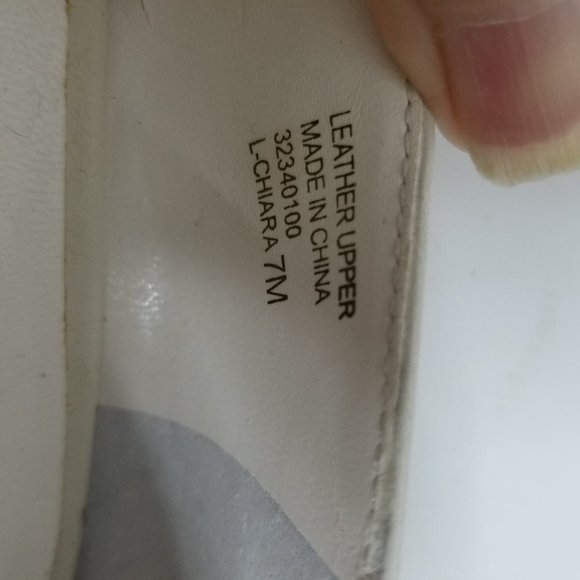 LEATHER UPPER
MADE IN CHINA
32340100
L-CHIARA 7M